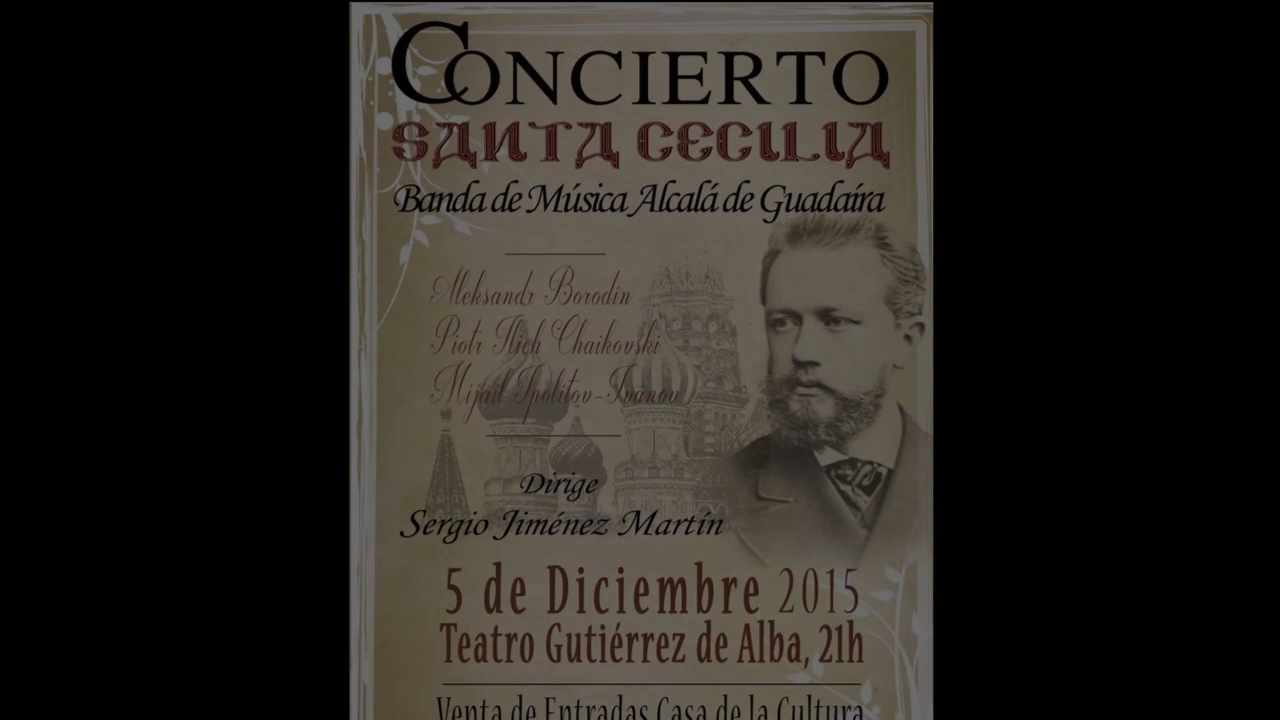 CONCIERTO
SANTA CECILIA
Banda de Música Alcalá de Guadaíra
Aleksandr Borodín
Piotr Ilich Chaikovski
Mijail Ipolitov-Ivanov
Dirige
Sergio Jiménez Martín
5 de Diciembre 2015
Teatro Gutiérrez de Alba, 21h
Venta de Entradas Casa de la Cultura